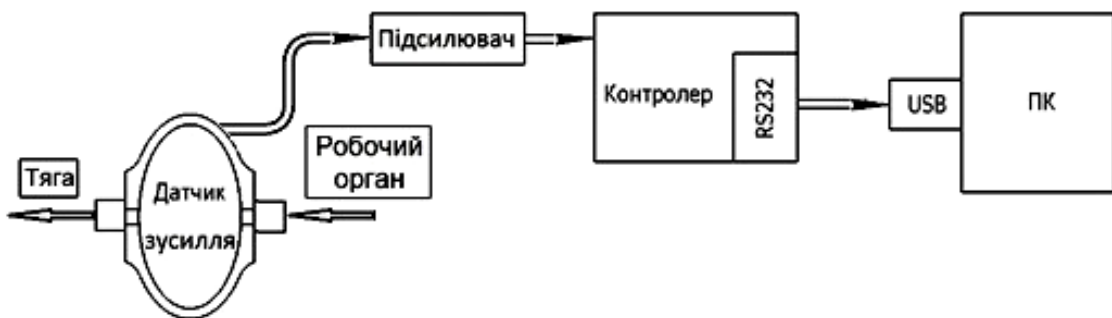 Підсилювач
Контролер
RS232
USB
ПК
Тяга
Датчик
зусилля
Робочий
орган